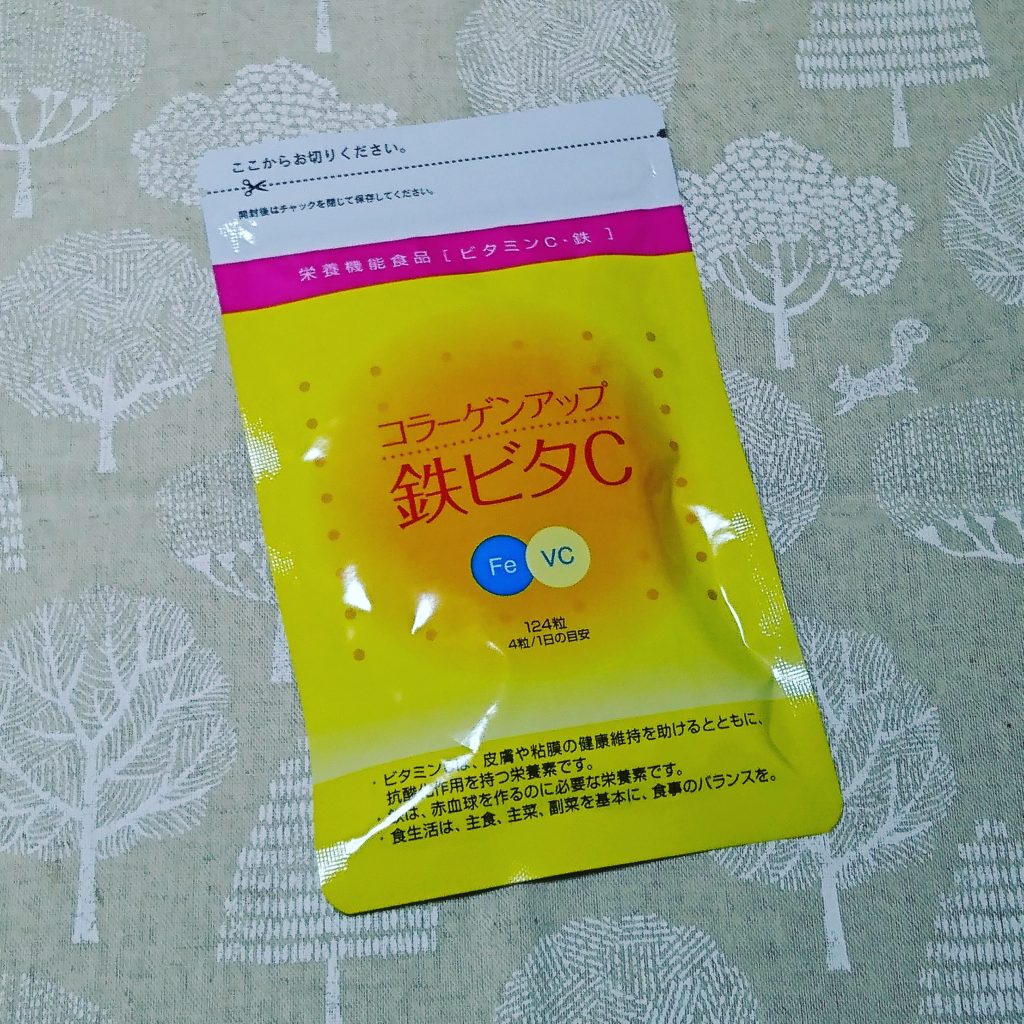 ここからお切りください。
開封後はチャックを閉じて保存してください。
栄養機能食品[ビタミンC・鉄]
コラーゲンアップ
鉄ビタC
Fe VC
124粒
4粒/1日の目安
・ビタミンCは、皮膚や粘膜の健康維持を助けるとともに、
抗酸化作用を持つ栄養素です。
・鉄は、赤血球を作るのに必要な栄養素です。
・食生活は、主食、主菜、副菜を基本に、食事のバランスを。